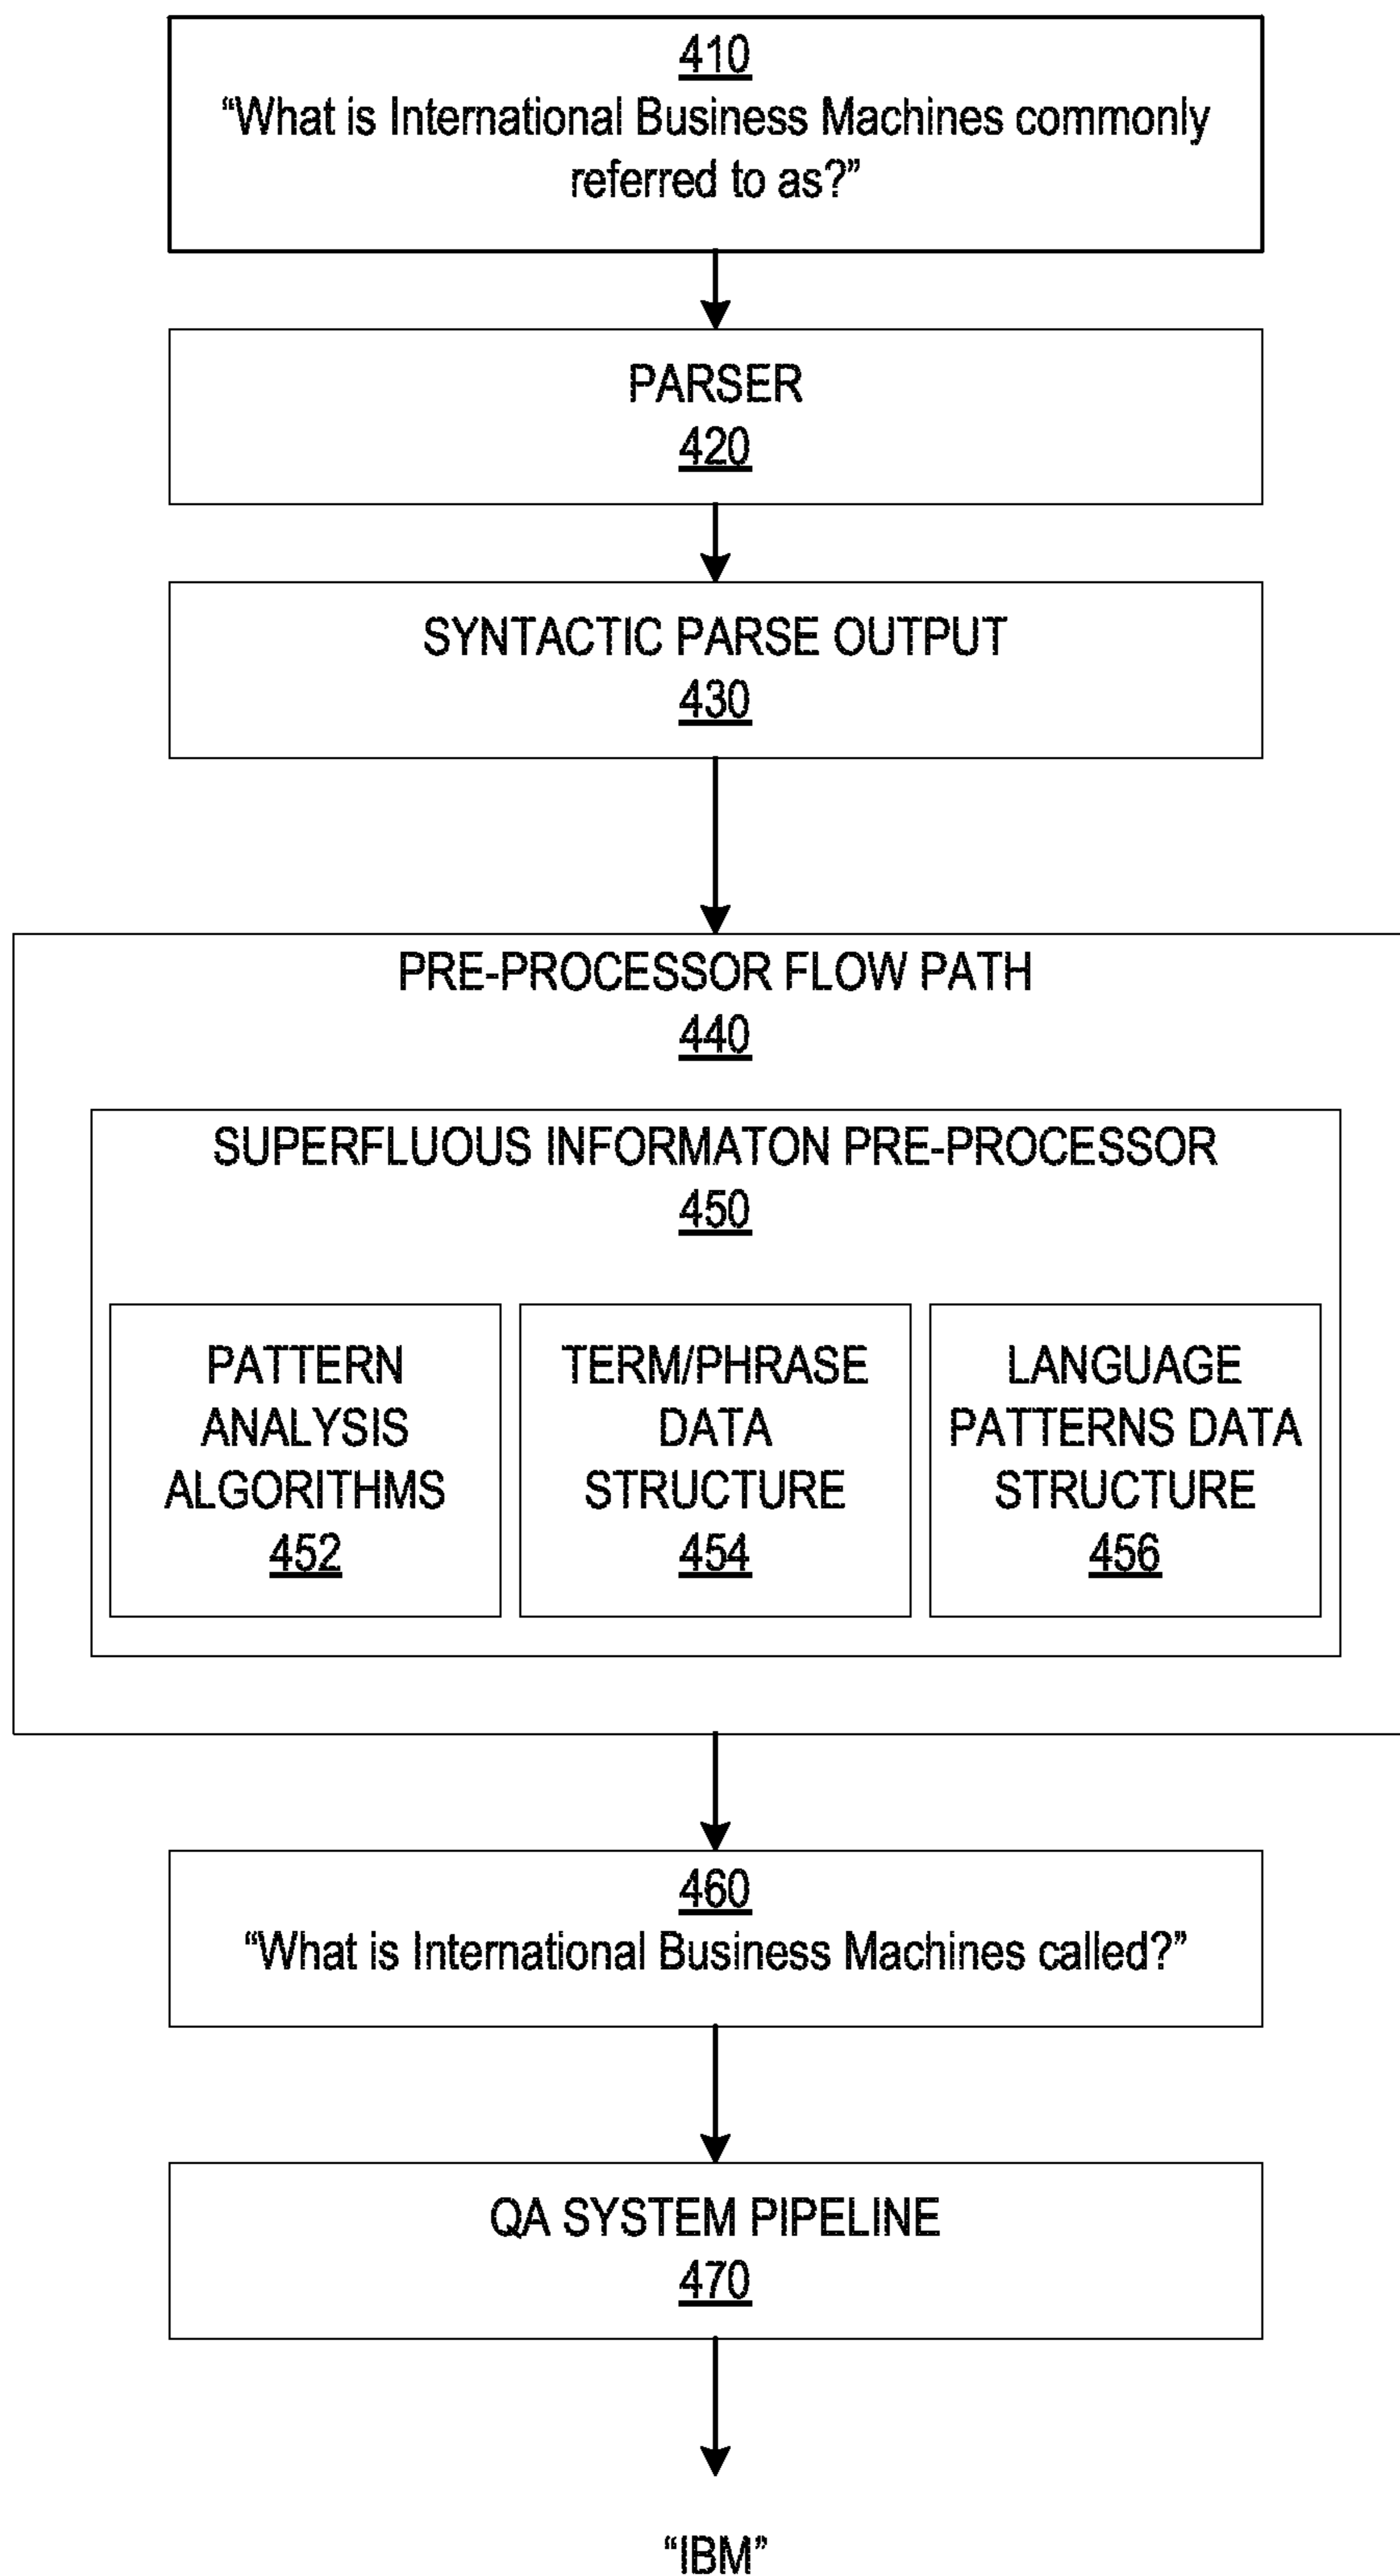 410
“What is International Business Machines commonly
referred to as?”
PARSER
420
SYNTACTIC PARSE OUTPUT
430
PRE-PROCESSOR FLOW PATH
440
SUPERFLUOUS INFORMATON PRE-PROCESSOR
450
PATTERN
ANALYSIS
ALGORITHMS
452
TERM/PHRASE
DATA
STRUCTURE
454
LANGUAGE
PATTERNS DATA
STRUCTURE
456
460
“What is International Business Machines called?”
QA SYSTEM PIPELINE
470
“IBM”